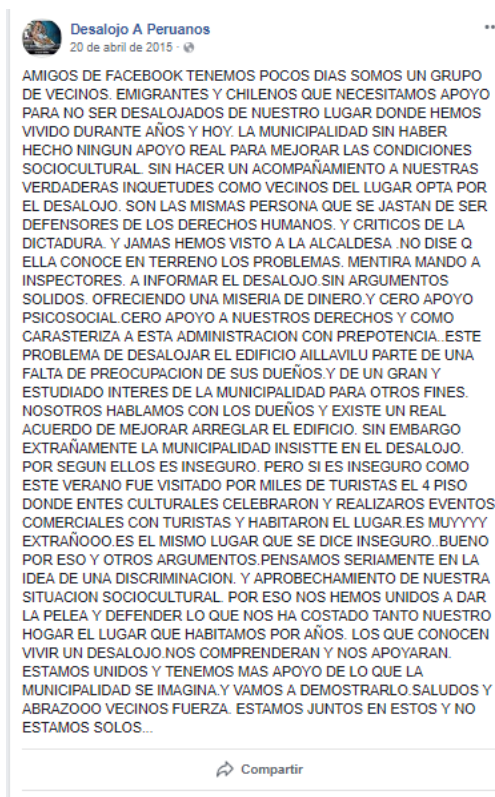 Desalojo A Peruanos
20 de abril de 2015 ·
AMIGOS DE FACEBOOK TENEMOS POCOS DIAS SOMOS UN GRUPO
DE VECINOS. EMIGRANTES Y CHILENOS QUE NECESITAMOS APOYO
PARA NO SER DESALOJADOS DE NUESTRO LUGAR DONDE HEMOS
VIVIDO DURANTE AÑOS Y HOY. LA MUNICIPALIDAD SIN HABER
HECHO NINGUN APOYO REAL PARA MEJORAR LAS CONDICIONES
SOCIOCULTURAL. SIN HACER UN ACOMPAÑAMIENTO A NUESTRAS
VERDADERAS INQUETUDES COMO VECINOS DEL LUGAR OPTA POR
EL DESALOJO. SON LAS MISMAS PERSONA QUE SE JASTAN DE SER
DEFENSORES DE LOS DERECHOS HUMANOS. Y CRITICOS DE LA
DICTADURA. Y JAMAS HEMOS VISTO A LA ALCALDESA .NO DISE Q
ELLA CONOCE EN TERRENO LOS PROBLEMAS. MENTIRA MANDO A
INSPECTORES. A INFORMAR EL DESALOJO.SIN ARGUMENTOS
SOLIDOS. OFRECIENDO UNA MISERIA DE DINERO.Y CERO APOYO
PSICOSOCIAL.CERO APOYO A NUESTROS DERECHOS Y COMO
CARASTERIZA A ESTA ADMINISTRACION CON PREPOTENCIA..ESTE
PROBLEMA DE DESALOJAR EL EDIFICIO AILLAVILU PARTE DE UNA
FALTA DE PREOCUPACION DE SUS DUEÑOS.Y DE UN GRAN Y
ESTUDIADO INTERES DE LA MUNICIPALIDAD PARA OTROS FINES.
NOSOTROS HABLAMOS CON LOS DUEÑOS Y EXISTE UN REAL
ACUERDO DE MEJORAR ARREGLAR EL EDIFICIO. SIN EMBARGO
EXTRAÑAMENTE LA MUNICIPALIDAD INSISTTE EN EL DESALOJO.
POR SEGUN ELLOS ES INSEGURO. PERO SI ES INSEGURO COMO
ESTE VERANO FUE VISITADO POR MILES DE TURISTAS EL 4 PISO
DONDE ENTES CULTURALES CELEBRARON Y REALIZAROS EVENTOS
COMERCIALES CON TURISTAS Y HABITARON EL LUGAR.ES MUYYYY
EXTRAÑOOO.ES EL MISMO LUGAR QUE SE DICE INSEGURO..BUENO
POR ESO Y OTROS ARGUMENTOS.PENSAMOS SERIAMENTE EN LA
IDEA DE UNA DISCRIMINACION. Y APROBECHAMIENTO DE NUESTRA
SITUACION SOCIOCULTURAL. POR ESO NOS HEMOS UNIDOS A DAR
LA PELEA Y DEFENDER LO QUE NOS HA COSTADO TANTO NUESTRO
HOGAR EL LUGAR QUE HABITAMOS POR AÑOS. LOS QUE CONOCEN
VIVIR UN DESALOJO.NOS COMPRENDERAN Y NOS APOYARAN.
ESTAMOS UNIDOS Y TENEMOS MAS APOYO DE LO QUE LA
MUNICIPALIDAD SE IMAGINA.Y VAMOS A DEMOSTRARLO.SALUDOS Y
ABRAZOOO VECINOS FUERZA. ESTAMOS JUNTOS EN ESTOS Y NO
ESTAMOS SOLOS...
Compartir